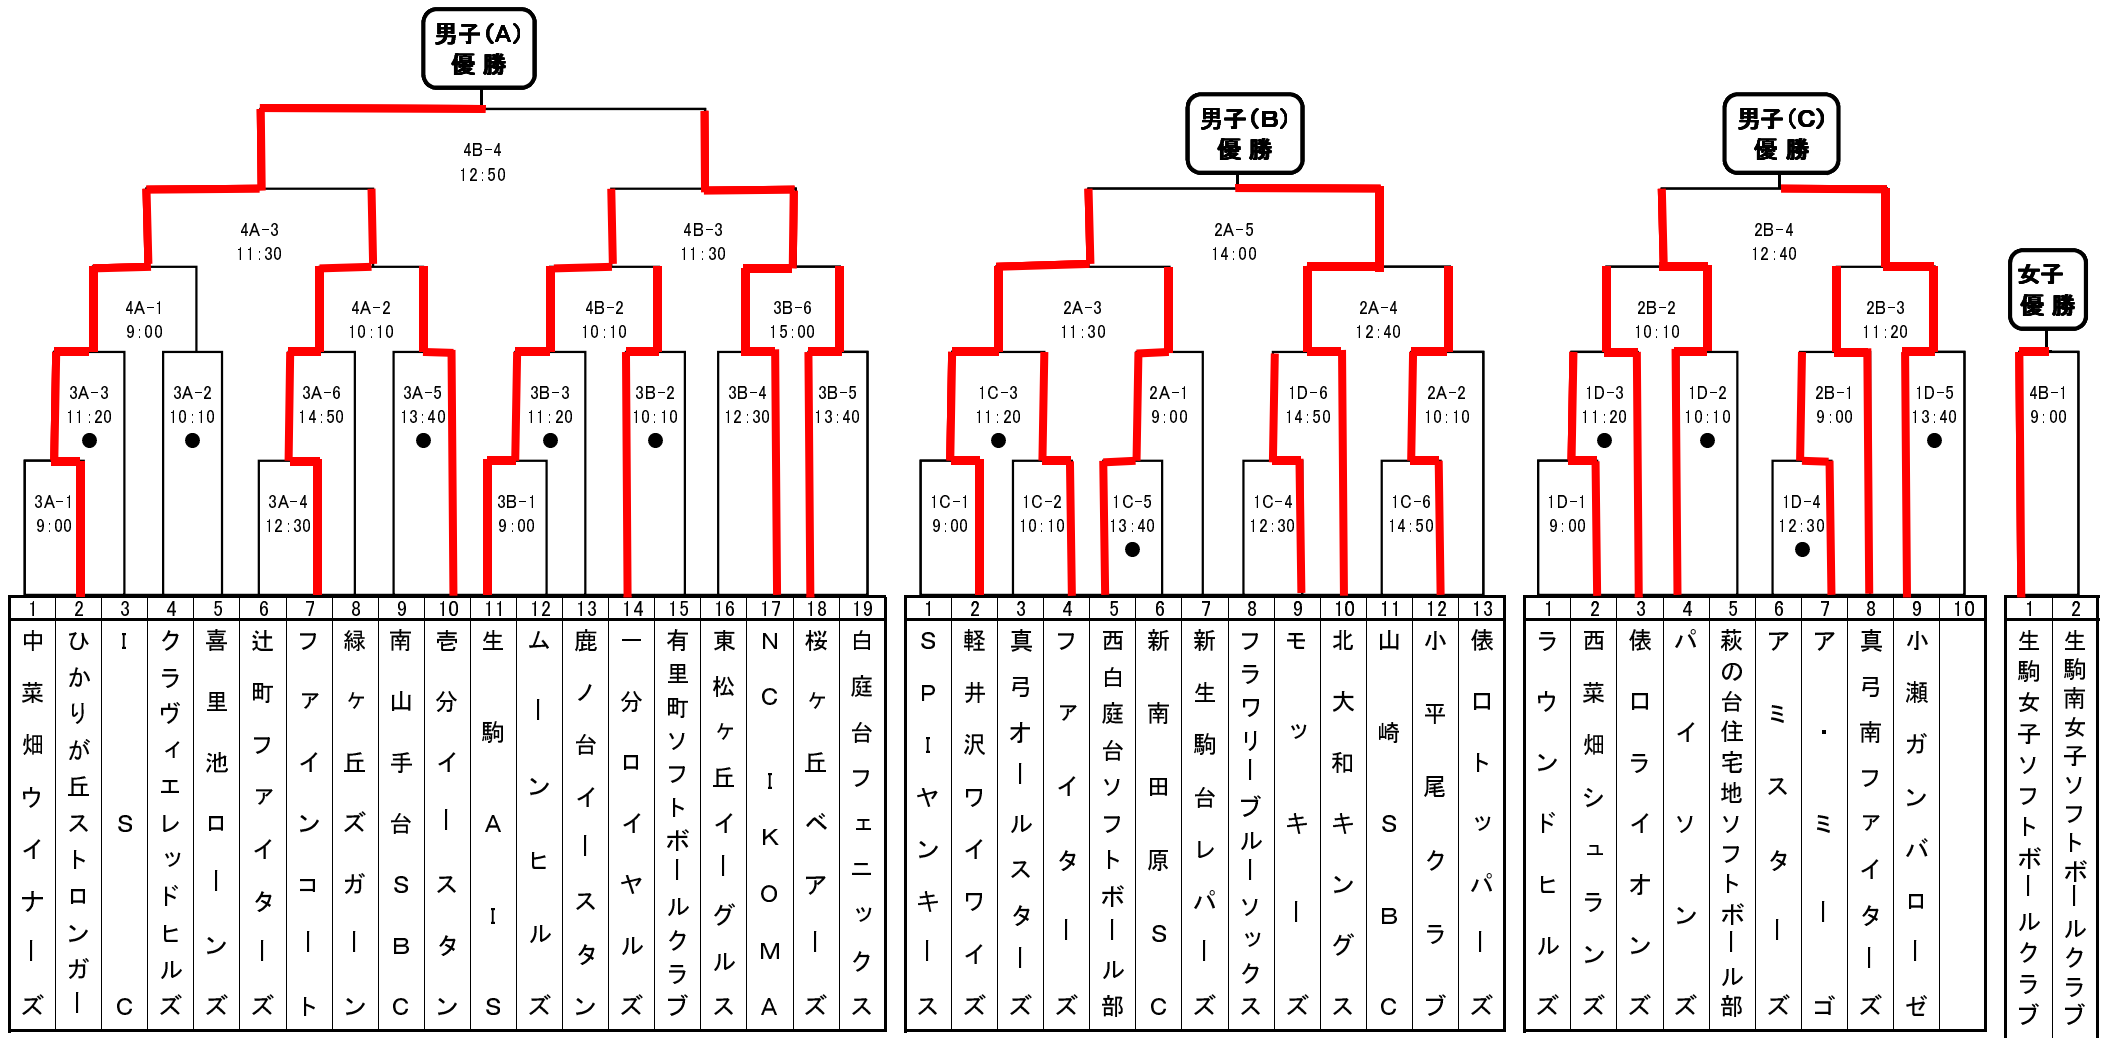 男子(A)
優 勝
男子(B)
優 勝
男子(C)
優 勝
女子
優 勝
4B-4
12:50
4A-3
11:30
4B-3
11:30
2A-5
14:00
2B-4
12:40
4A-1
9:00
4A-2
10:10
4B-2
10:10
3B-6
15:00
2A-3
11:30
2A-4
12:40
2B-2
10:10
2B-3
11:20
3A-3
11:20
●
3A-2
10:10
●
3A-6
14:50
3A-5
13:40
●
3B-3
11:20
●
3B-2
10:10
●
3B-4
12:30
3B-5
13:40
1C-3
11:20
●
2A-1
9:00
1D-6
14:50
2A-2
10:10
1D-3
11:20
●
1D-2
10:10
●
2B-1
9:00
1D-5
13:40
●
4B-1
9:00
3A-1
9:00
3A-4
12:30
3B-1
9:00
1C-1
9:00
1C-2
10:10
1C-5
13:40
●
1C-4
12:30
1C-6
14:50
1D-1
9:00
1D-4
12:30
●
1 中菜畑ウイナーズ
2 ひかりが丘ストロンガー
3 ISC
4 クラヴィエレッドヒルズ
5 喜里池ローンズ
6 辻町ファイターズ
7 ファインコート
8 緑ヶ丘ズガーン
9 南山手台SBC
10 壱分イースタン
11 生駒AIS
12 ムーンヒルズ
13 鹿ノ台イースタン
14 一分ロイヤルズ
15 有里町ソフトボールクラブ
16 東松ヶ丘イーグルス
17 NCIKOMA
18 桜ヶ丘ベアーズ
19 白庭台フェニックス
1 SPIヤンキース
2 軽井沢ワイワイズ
3 真弓オールスターズ
4 ファイターズ
5 西白庭台ソフトボール部
6 新南田原SC
7 新生駒台レパーズ
8 フラワリーブルーソックス
9 モッキーズ
10 北大和キングス
11 山崎SBC
12 小平尾クラブ
13 俵ロトッパーズ
1 ラウンドヒルズ
2 西菜畑シュランズ
3 俵ロライオンズ
4 パインソンズ
5 萩の台住宅地ソフトボール部
6 アミスターズ
7 ア・ミーゴ
8 真弓南ファイターズ
9 小瀬ガンバローゼ
10
1 生駒女子ソフトボールクラブ
2 生駒南女子ソフトボールクラブ